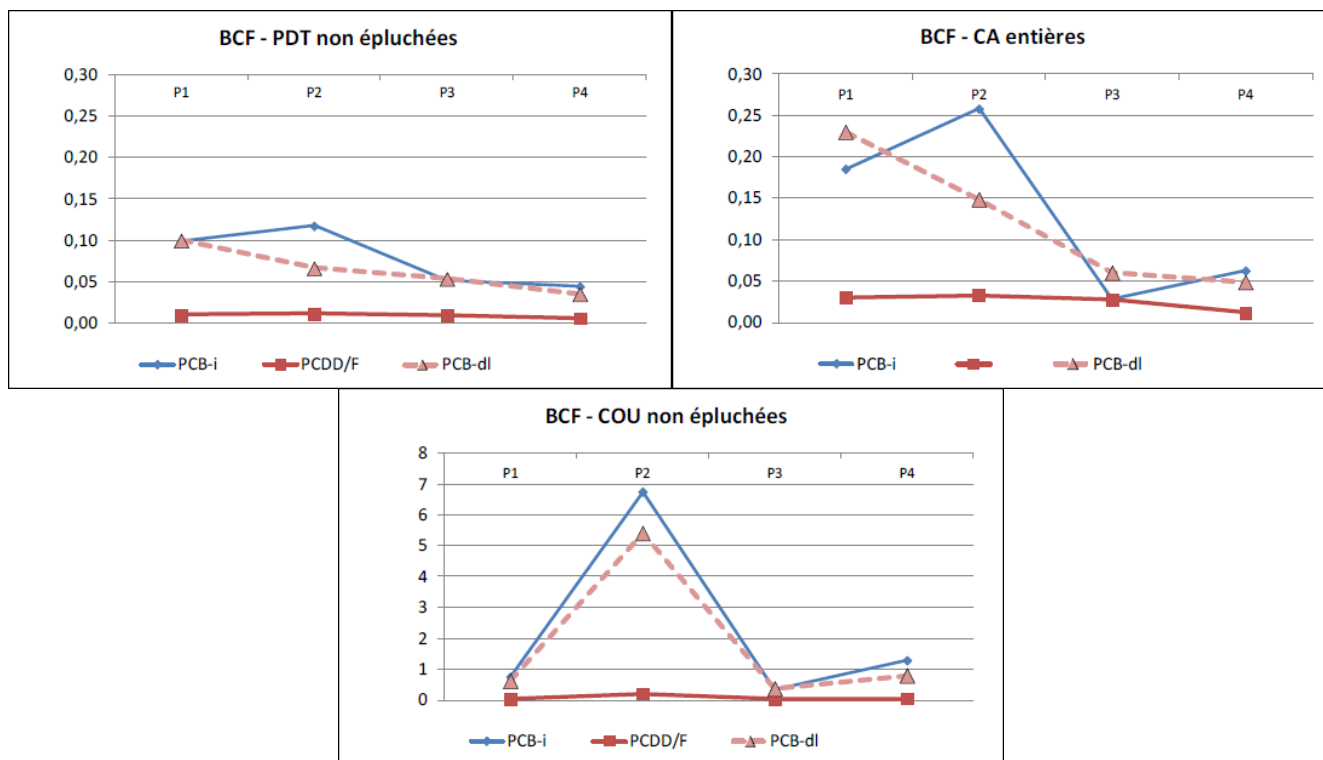 BCF - PDT non épluchées
0,30
P1 P2 P3 P4
0,25
0,20
0,15
0,10
0,05
0,00
PCB-i PCDD/F PCB-dl
BCF - CA entières
0,30
P1 P2 P3 P4
0,25
0,20
0,15
0,10
0,05
0,00
PCB-i PCB-dl
BCF - COU non épluchées
8
P1 P2 P3 P4
7
6
5
4
3
2
1
0
PCB-i PCDD/F PCB-dl